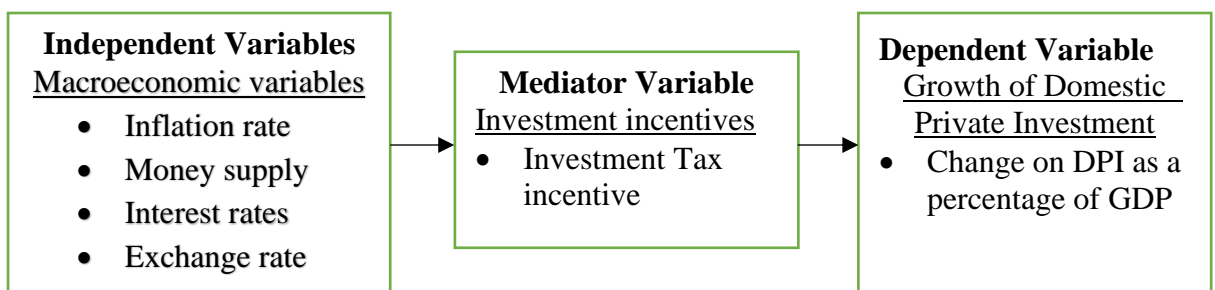 Independent Variables
Macroeconomic variables
• Inflation rate
• Money supply
• Interest rates
• Exchange rate
Mediator Variable
Investment incentives
• Investment Tax
incentive
Dependent Variable
Growth of Domestic
Private Investment
• Change on DPI as a
percentage of GDP